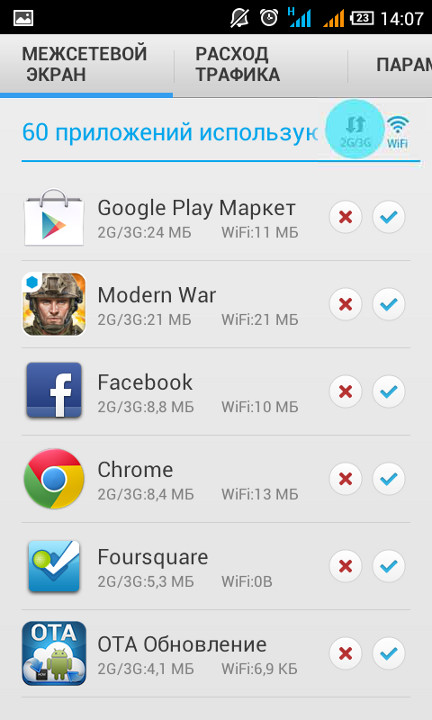 H 23 14:07
МЕЖСЕТЕВОЙ ЭКРАН
РАСХОД ТРАФИКА
ПАРАМ
60 приложений использую
2G/3G
WiFi
Google Play Маркет
2G/3G:24 МБ WiFi:11 МБ
Modern War
2G/3G:21 МБ WiFi:21 МБ
Facebook
2G/3G:8,8 МБ WiFi:10 МБ
Chrome
2G/3G:8,4 МБ WiFi:13 МБ
Foursquare
2G/3G:5,3 МБ WiFi:0B
OTA
OTA Обновление
2G/3G:4,1 МБ WiFi:6,9 КБ